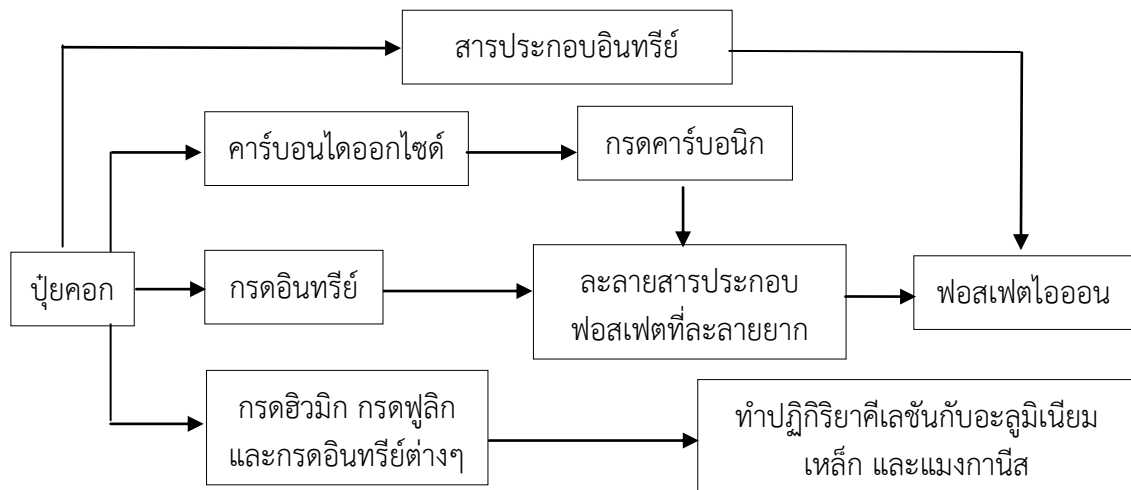 สารประกอบอินทรีย์
คาร์บอนไดออกไซด์
กรดคาร์บอนิก
ปุ๋ยคอก
กรดอินทรีย์
ละลายสารประกอบ
ฟอสเฟตที่ละลายยาก
ฟอสเฟตไอออน
กรดฮิวมิก กรดฟูลิก
และกรดอินทรีย์ต่างๆ
ทำปฏิกิริยาคีเลชันกับอะลูมิเนียม
เหล็ก และแมงกานีส